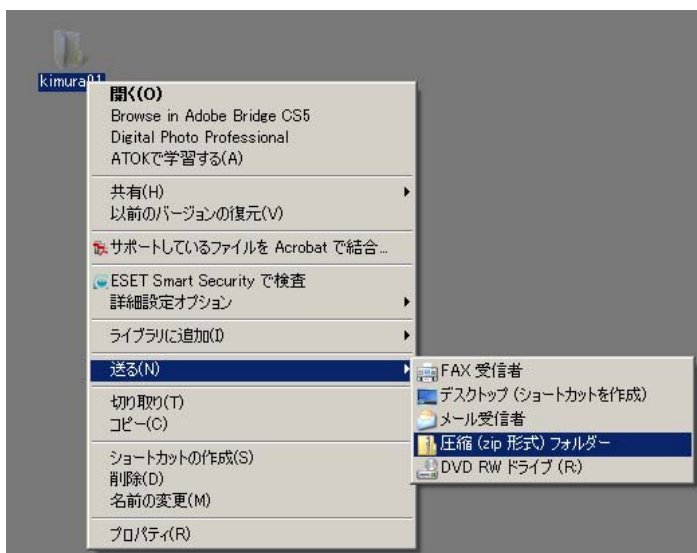 kimura01
開く(O)
Browse in Adobe Bridge CS5
Digital Photo Professional
ATOKで学習する(A)
共有(H)
以前のバージョンの復元(V)
サポートしているファイルを Acrobat で結合...
ESET Smart Security で検査
詳細設定オプション
ライブラリに追加(I)
送る(N)
切り取り(T)
コピー(C)
ショートカットの作成(S)
削除(D)
名前の変更(M)
プロパティ(R)
FAX 受信者
デスクトップ (ショートカットを作成)
メール受信者
圧縮 (zip 形式) フォルダー
DVD RW ドライブ (R:)